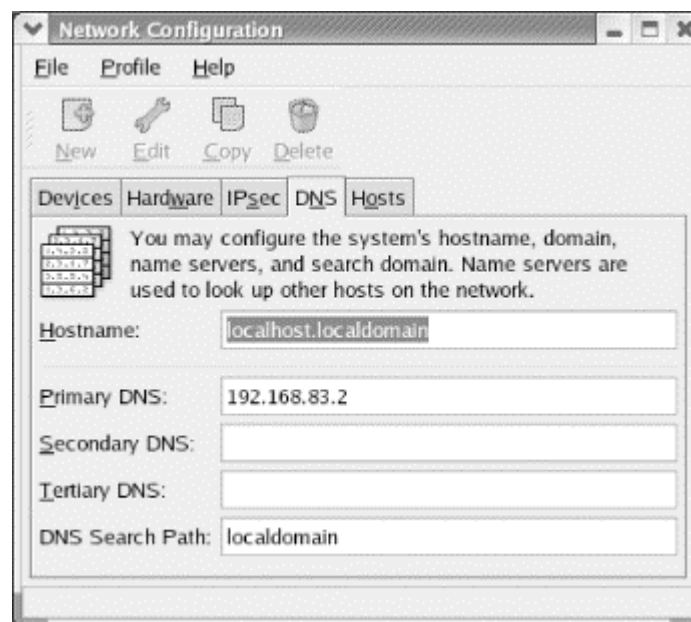 Network Configuration
File Profile Help
New Edit Copy Delete
Devices Hardware IPsec DNS Hosts
You may configure the system's hostname, domain,
name servers, and search domain. Name servers are
used to look up other hosts on the network.
Hostname: localhost.localdomain
Primary DNS: 192.168.83.2
Secondary DNS:
Tertiary DNS:
DNS Search Path: localdomain